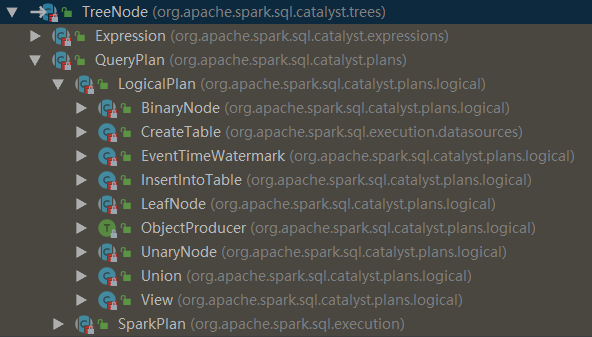 TreeNode (org.apache.spark.sql.catalyst.trees)
Expression (org.apache.spark.sql.catalyst.expressions)
QueryPlan (org.apache.spark.sql.catalyst.plans)
LogicalPlan (org.apache.spark.sql.catalyst.plans.logical)
BinaryNode (org.apache.spark.sql.catalyst.plans.logical)
CreateTable (org.apache.spark.sql.execution.datasources)
EventTimeWatermark (org.apache.spark.sql.catalyst.plans.logical)
InsertIntoTable (org.apache.spark.sql.catalyst.plans.logical)
LeafNode (org.apache.spark.sql.catalyst.plans.logical)
ObjectProducer (org.apache.spark.sql.catalyst.plans.logical)
UnaryNode (org.apache.spark.sql.catalyst.plans.logical)
Union (org.apache.spark.sql.catalyst.plans.logical)
View (org.apache.spark.sql.catalyst.plans.logical)
SparkPlan (org.apache.spark.sql.execution)